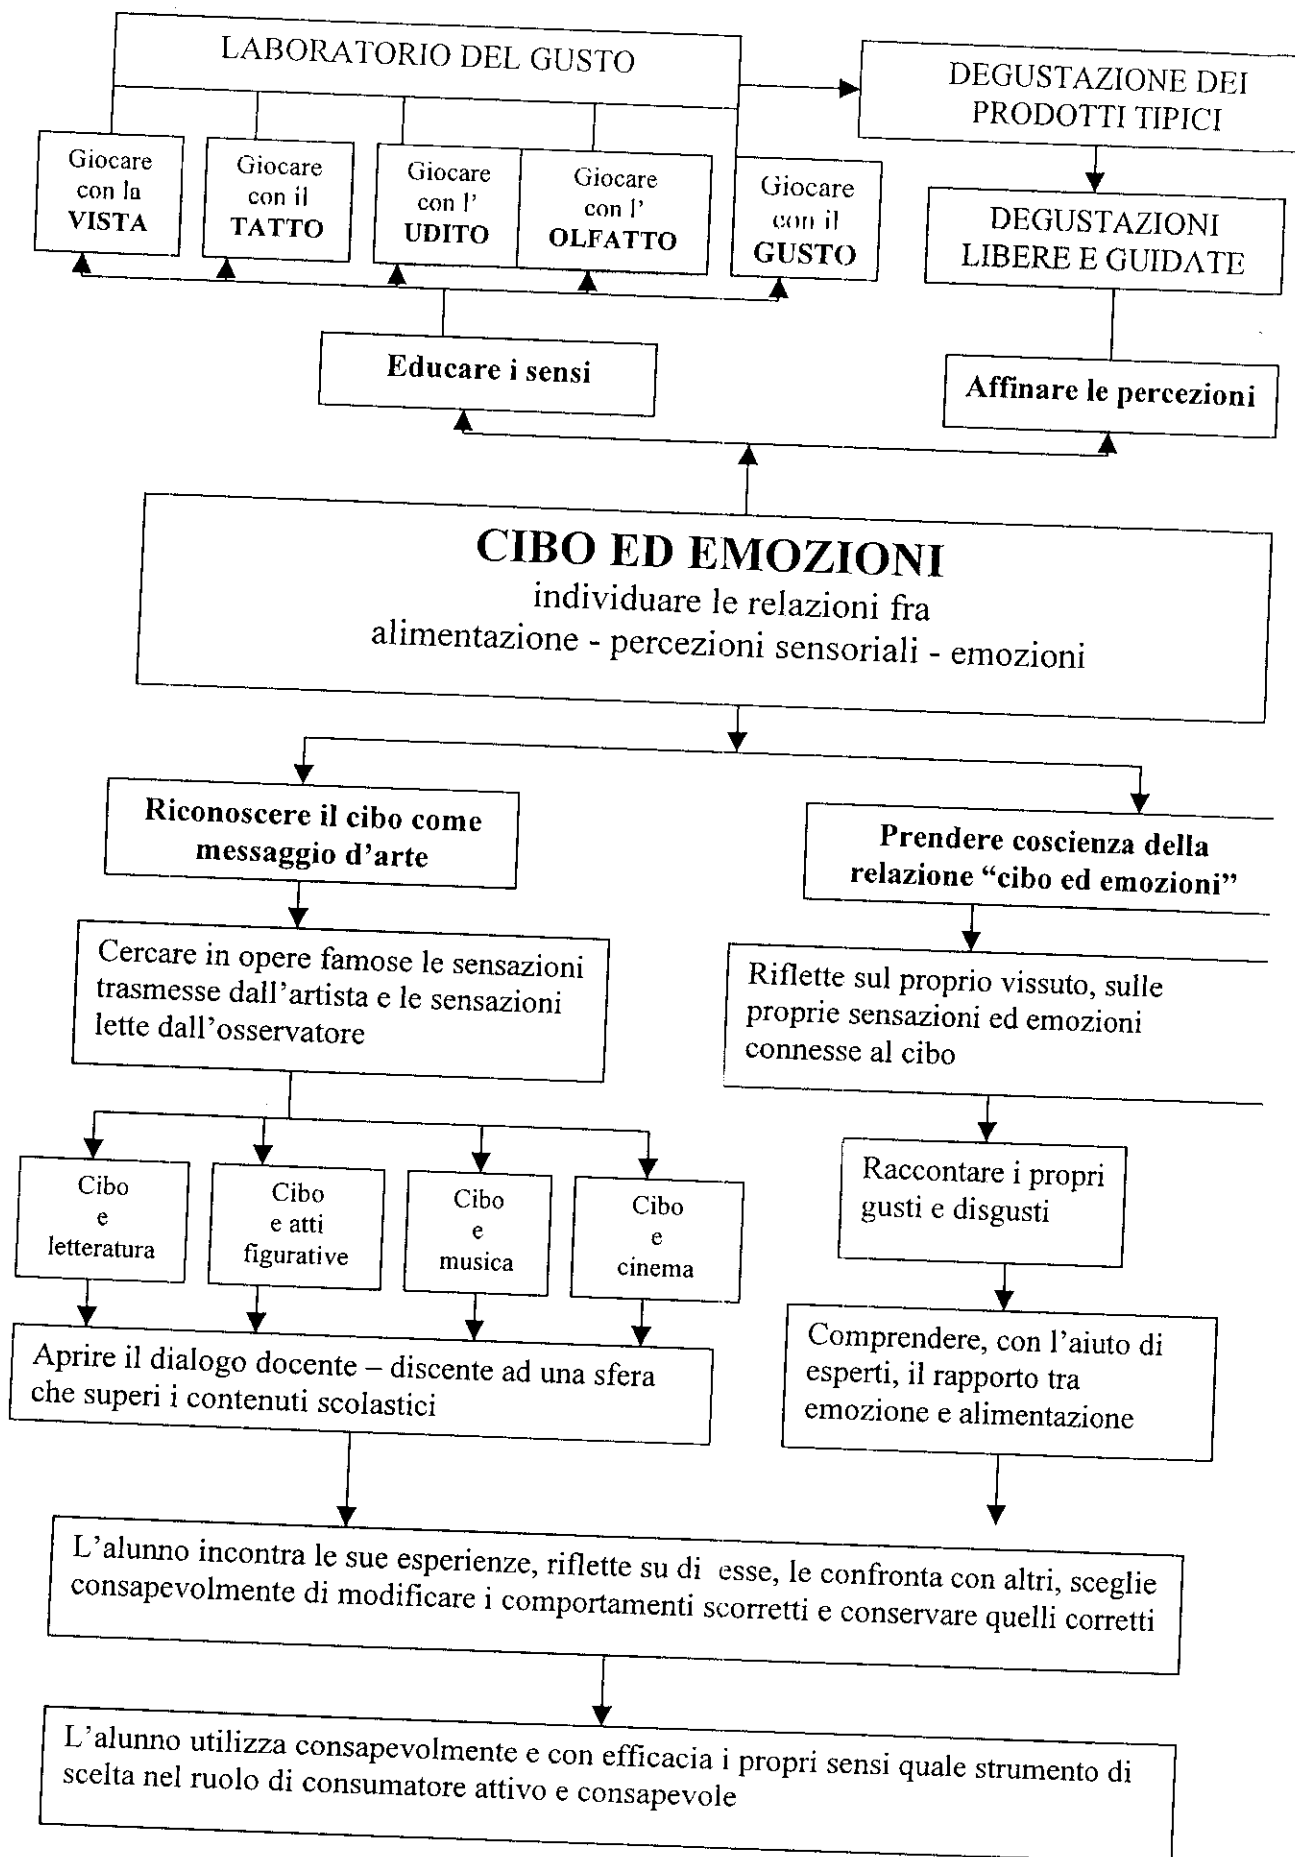 LABORATORIO DEL GUSTO
DEGUSTAZIONE DEI
PRODOTTI TIPICI
Giocare
con la
VISTA
Giocare
con il
TATTO
Giocare
con l'
UDITO
Giocare
con l'
OLFATTO
Giocare
con il
GUSTO
DEGUSTAZIONI
LIBERE E GUIDATE
Educare i sensi
Affinare le percezioni
CIBO ED EMOZIONI
individuare le relazioni fra
alimentazione - percezioni sensoriali - emozioni
Riconoscere il cibo come
messaggio d'arte
Prendere coscienza della
relazione “cibo ed emozioni”
Cercare in opere famose le sensazioni
trasmesse dall'artista e le sensazioni
lette dall'osservatore
Riflette sul proprio vissuto, sulle
proprie sensazioni ed emozioni
connesse al cibo
Cibo
e
letteratura
Cibo
e atti
figurative
Cibo
e
musica
Cibo
e
cinema
Raccontare i propri
gusti e disgusti
Aprire il dialogo docente – discente ad una sfera
che superi i contenuti scolastici
Comprendere, con l'aiuto di
esperti, il rapporto tra
emozione e alimentazione
L'alunno incontra le sue esperienze, riflette su di esse, le confronta con altri, sceglie
consapevolmente di modificare i comportamenti scorretti e conservare quelli corretti
L'alunno utilizza consapevolmente e con efficacia i propri sensi quale strumento di
scelta nel ruolo di consumatore attivo e consapevole